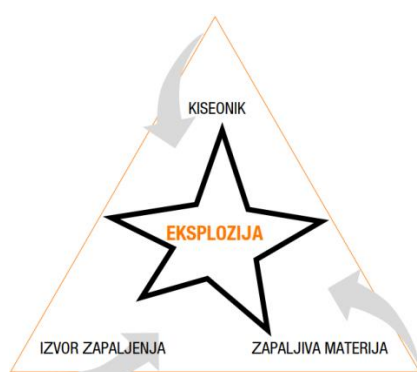 KISEONIK
EKSPLOZIJA
IZVOR ZAPALJENJA
ZAPALJIVA MATERIJA